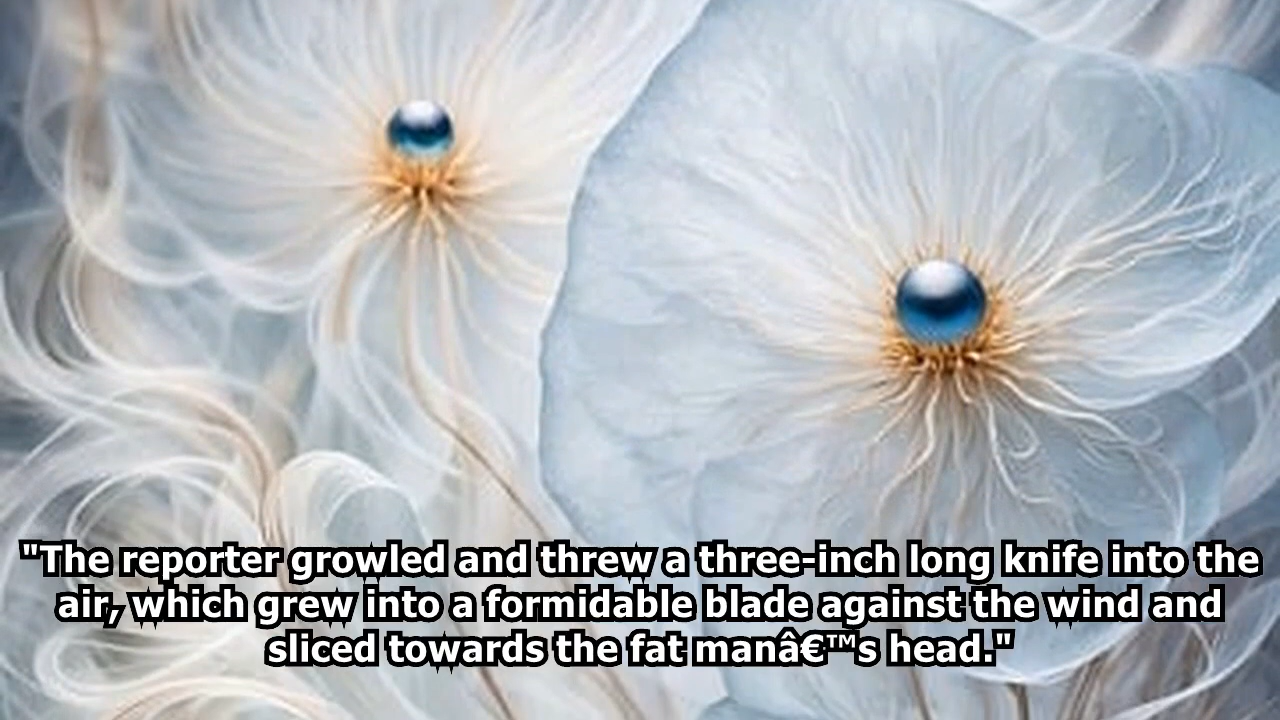 "The reporter growled and threw a three-inch long knife into the
air, which grew into a formidable blade against the wind and
sliced towards the fat manâ€™s head."